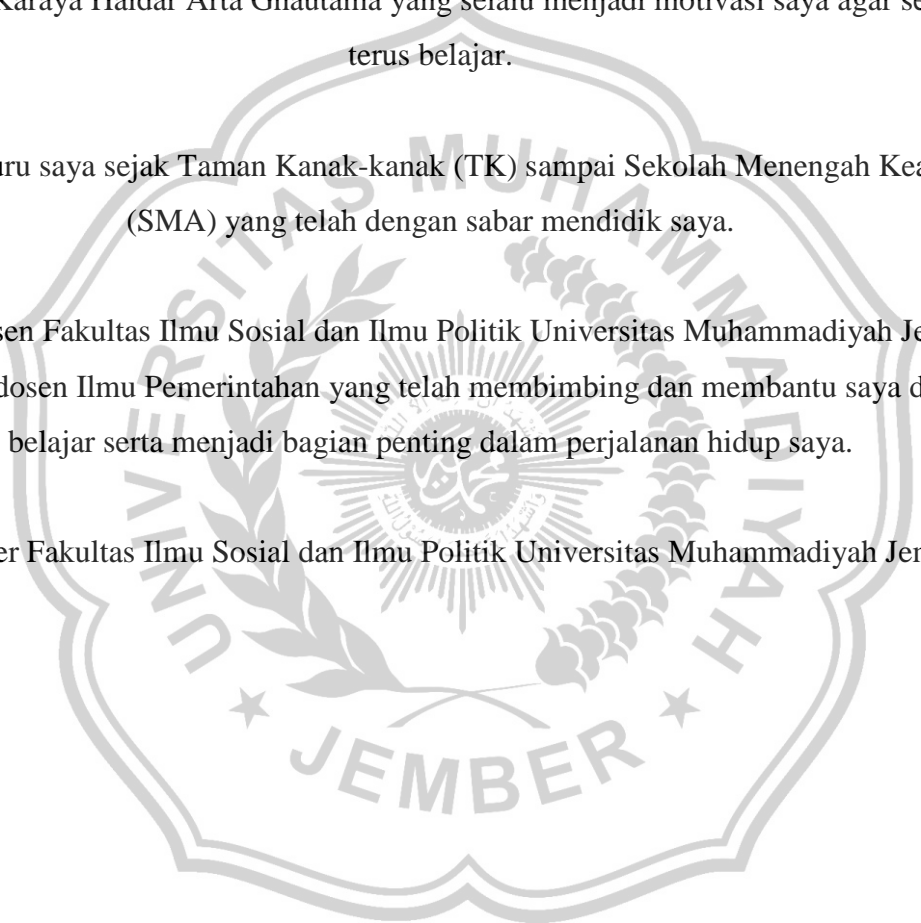 Karaya Haidar Arta Ghautama yang selalu menjadi motivasi saya agar se
terus belajar.
uru saya sejak Taman Kanak-kanak (TK) sampai Sekolah Menengah Kea
(SMA) yang telah dengan sabar mendidik saya.
sen Fakultas Ilmu Sosial dan Ilmu Politik Universitas Muhammadiyah Je
dosen Ilmu Pemerintahan yang telah membimbing dan membantu saya d
belajar serta menjadi bagian penting dalam perjalanan hidup saya.
er Fakultas Ilmu Sosial dan Ilmu Politik Universitas Muhammadiyah Jer
UNIVERSITAS MUHAMMADIYAH
JEMBER